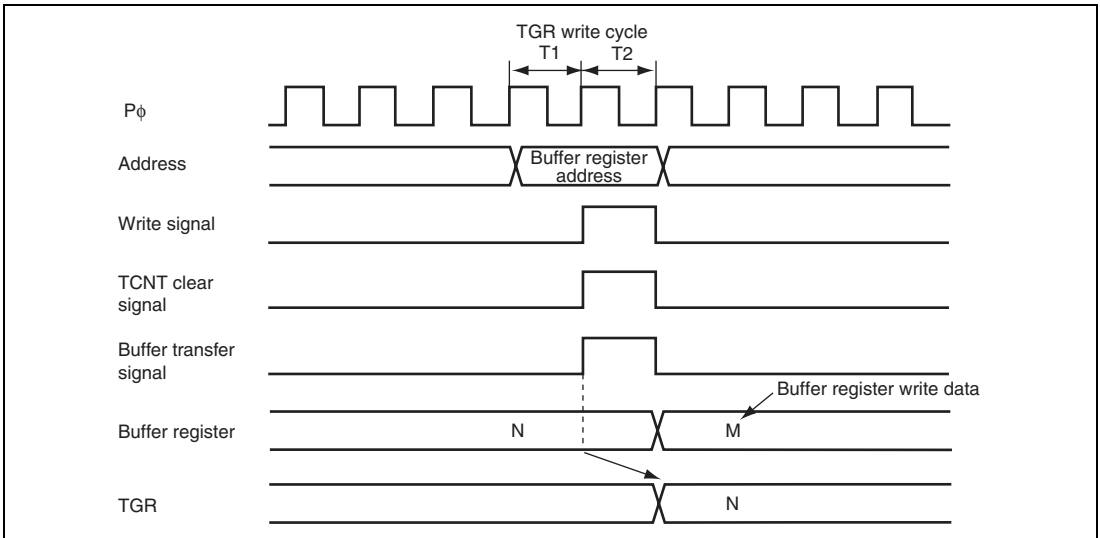 TGR write cycle
T1 T2
Pϕ
Address
Buffer register
address
Write signal
TCNT clear
signal
Buffer transfer
signal
Buffer register write data
Buffer register
N
M
TGR
N